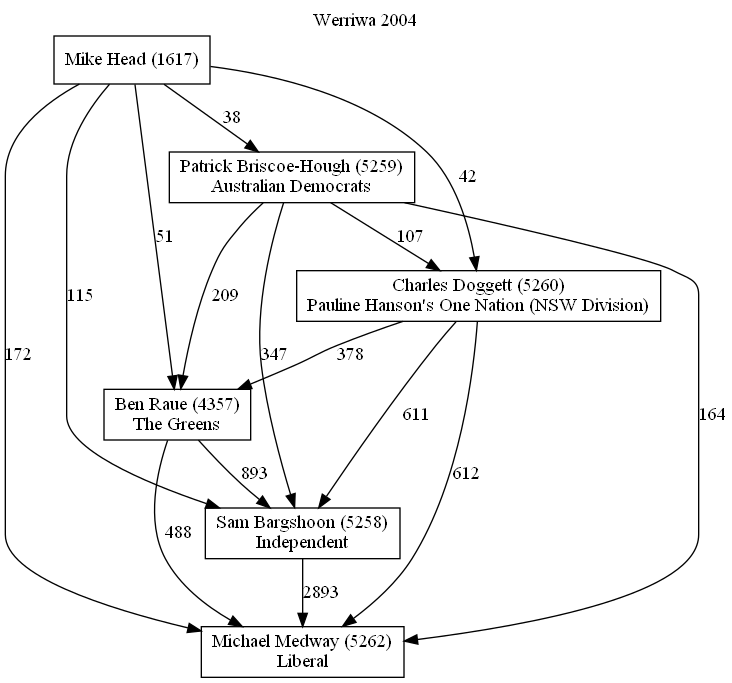 Werriwa 2004
Mike Head (1617)
38
Patrick Briscoe-Hough (5259)
Australian Democrats
42
51
107
115
209
Charles Doggett (5260)
Pauline Hanson's One Nation (NSW Division)
172
347
378
Ben Raue (4357)
The Greens
611
164
893
612
Sam Bargshoon (5258)
Independent
488
2893
Michael Medway (5262)
Liberal